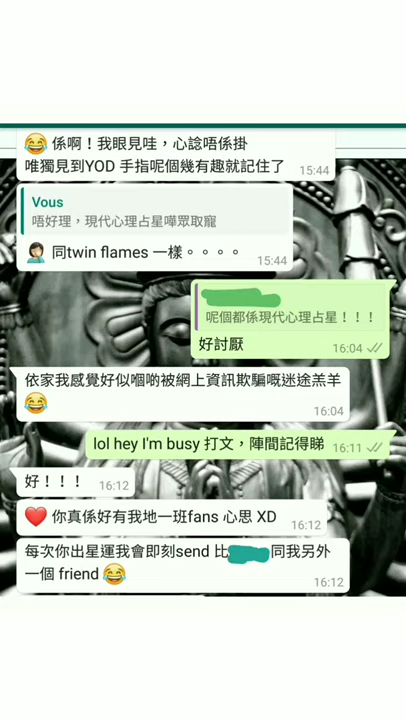 😂 係啊！我眼見哇，心諗唔係掛
唯獨見到YOD 手指呢個幾有趣就記住了 15:44
Vous
唔好理，現代心理占星嘩眾取寵
🤦🏻‍♀️ 同twin flames 一樣。。。。 15:44
呢個都係現代心理占星！！！
好討厭 16:04
依家我感覺好似嗰啲被網上資訊欺騙嘅迷途羔羊
😂 16:04
lol hey I'm busy 打文，陣間記得睇 16:11
好！！！ 16:12
❤️ 你真係好有我地一班fans 心思 XD 16:12
每次你出星運我會即刻send 比 同我另外
一個 friend 😂 16:12